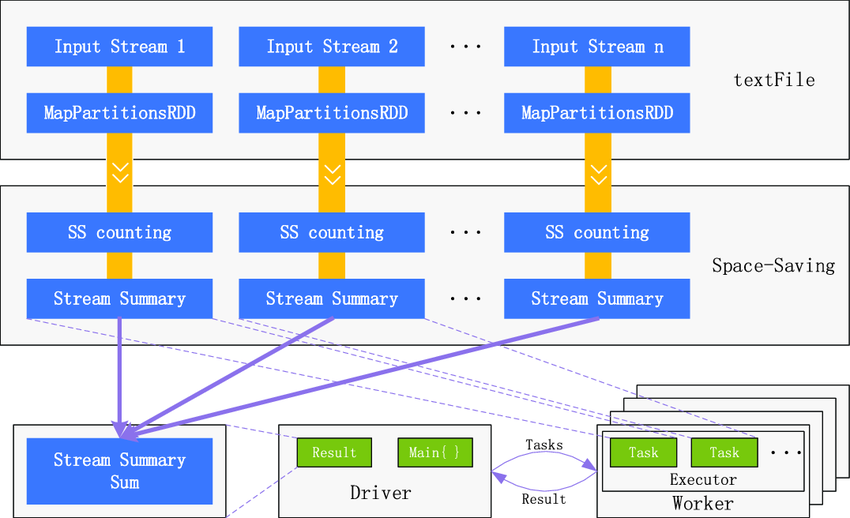 Input Stream 1
Input Stream 2
...
Input Stream n
MapPartitionsRDD
MapPartitionsRDD
...
MapPartitionsRDD
textFile
SS counting
SS counting
...
SS counting
Space-Saving
Stream Summary
Stream Summary
...
Stream Summary
Stream Summary
Sum
Result
Main{ }
Driver
Tasks
Result
Task
Task
...
Executor
Worker